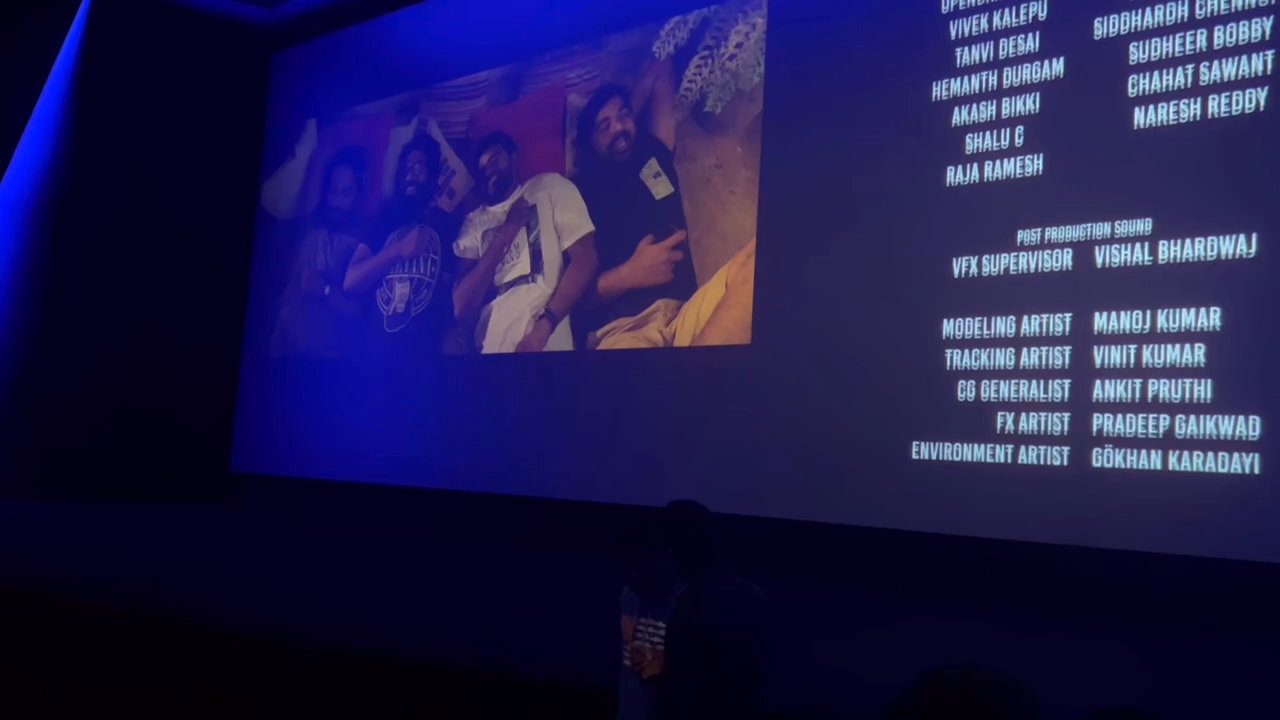 VIVEK KALEPU
TANVI DESAI
HEMANTH DURGAM
AKASH BIKKI
SHALU C
RAJA RAMESH
SIDDHARDH
SUDHEER BOBBY
CHAHAT SAWANT
NARESH REDDY
POST PRODUCTION SOUND
VFX SUPERVISOR VISHAL BHARDWAJ
MODELING ARTIST MANOJ KUMAR
TRACKING ARTIST VINIT KUMAR
CG GENERALIST ANKIT PRUTHI
FX ARTIST PRADEEP GAIKWAD
ENVIRONMENT ARTIST GÖKHAN KARADAYI